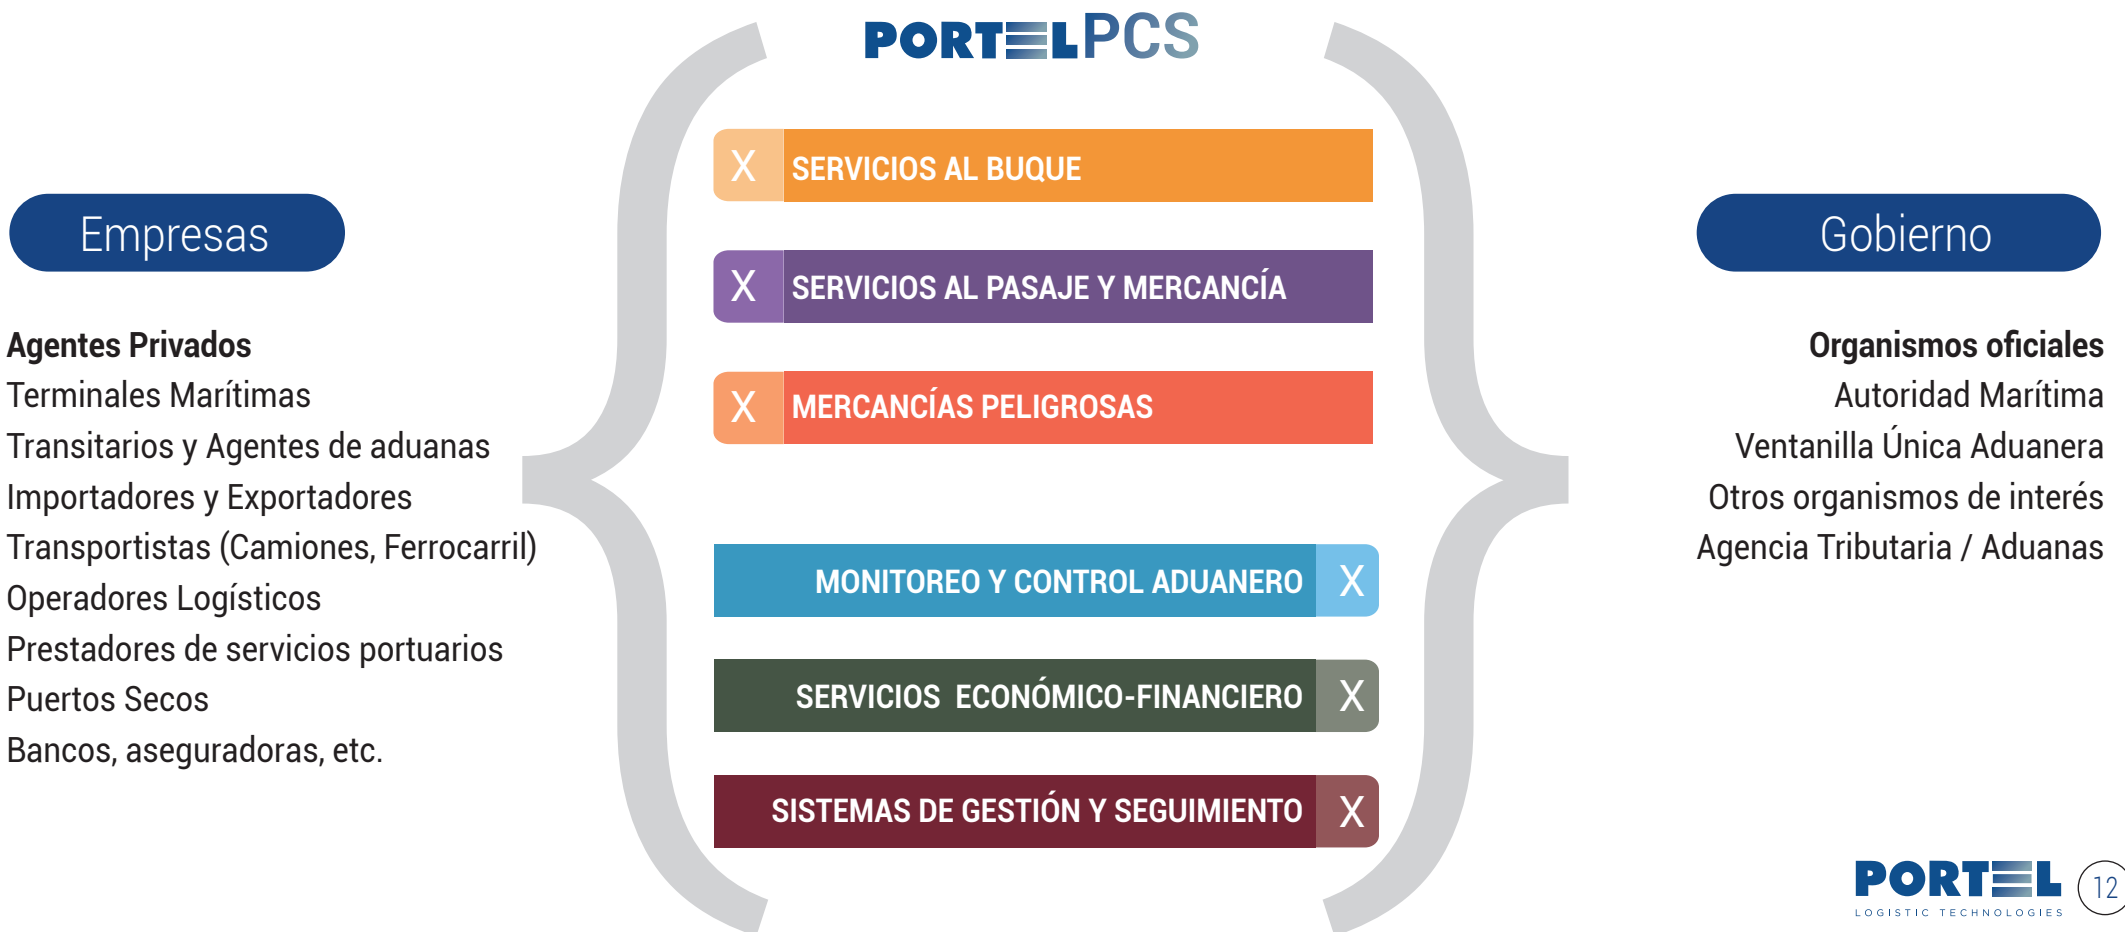 PORTEL PCS
Empresas
Agentes Privados
Terminales Marítimas
Transitarios y Agentes de aduanas
Importadores y Exportadores
Transportistas (Camiones, Ferrocarril)
Operadores Logísticos
Prestadores de servicios portuarios
Puertos Secos
Bancos, aseguradoras, etc.
X SERVICIOS AL BUQUE
X SERVICIOS AL PASAJE Y MERCANCÍA
X MERCANCÍAS PELIGROSAS
MONITOREO Y CONTROL ADUANERO X
SERVICIOS ECONÓMICO-FINANCIERO X
SISTEMAS DE GESTIÓN Y SEGUIMIENTO X
Gobierno
Organismos oficiales
Autoridad Marítima
Ventanilla Única Aduanera
Otros organismos de interés
Agencia Tributaria / Aduanas
PORTEL
LOGISTIC TECHNOLOGIES
12